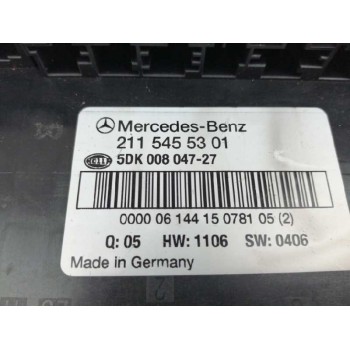 Mercedes-Benz
211 545 53 01
HELLA 5DK 008 047-27
0000 06 144 15 0781 05 (2)
Q: 05 HW: 1106 SW: 0406
Made in Germany